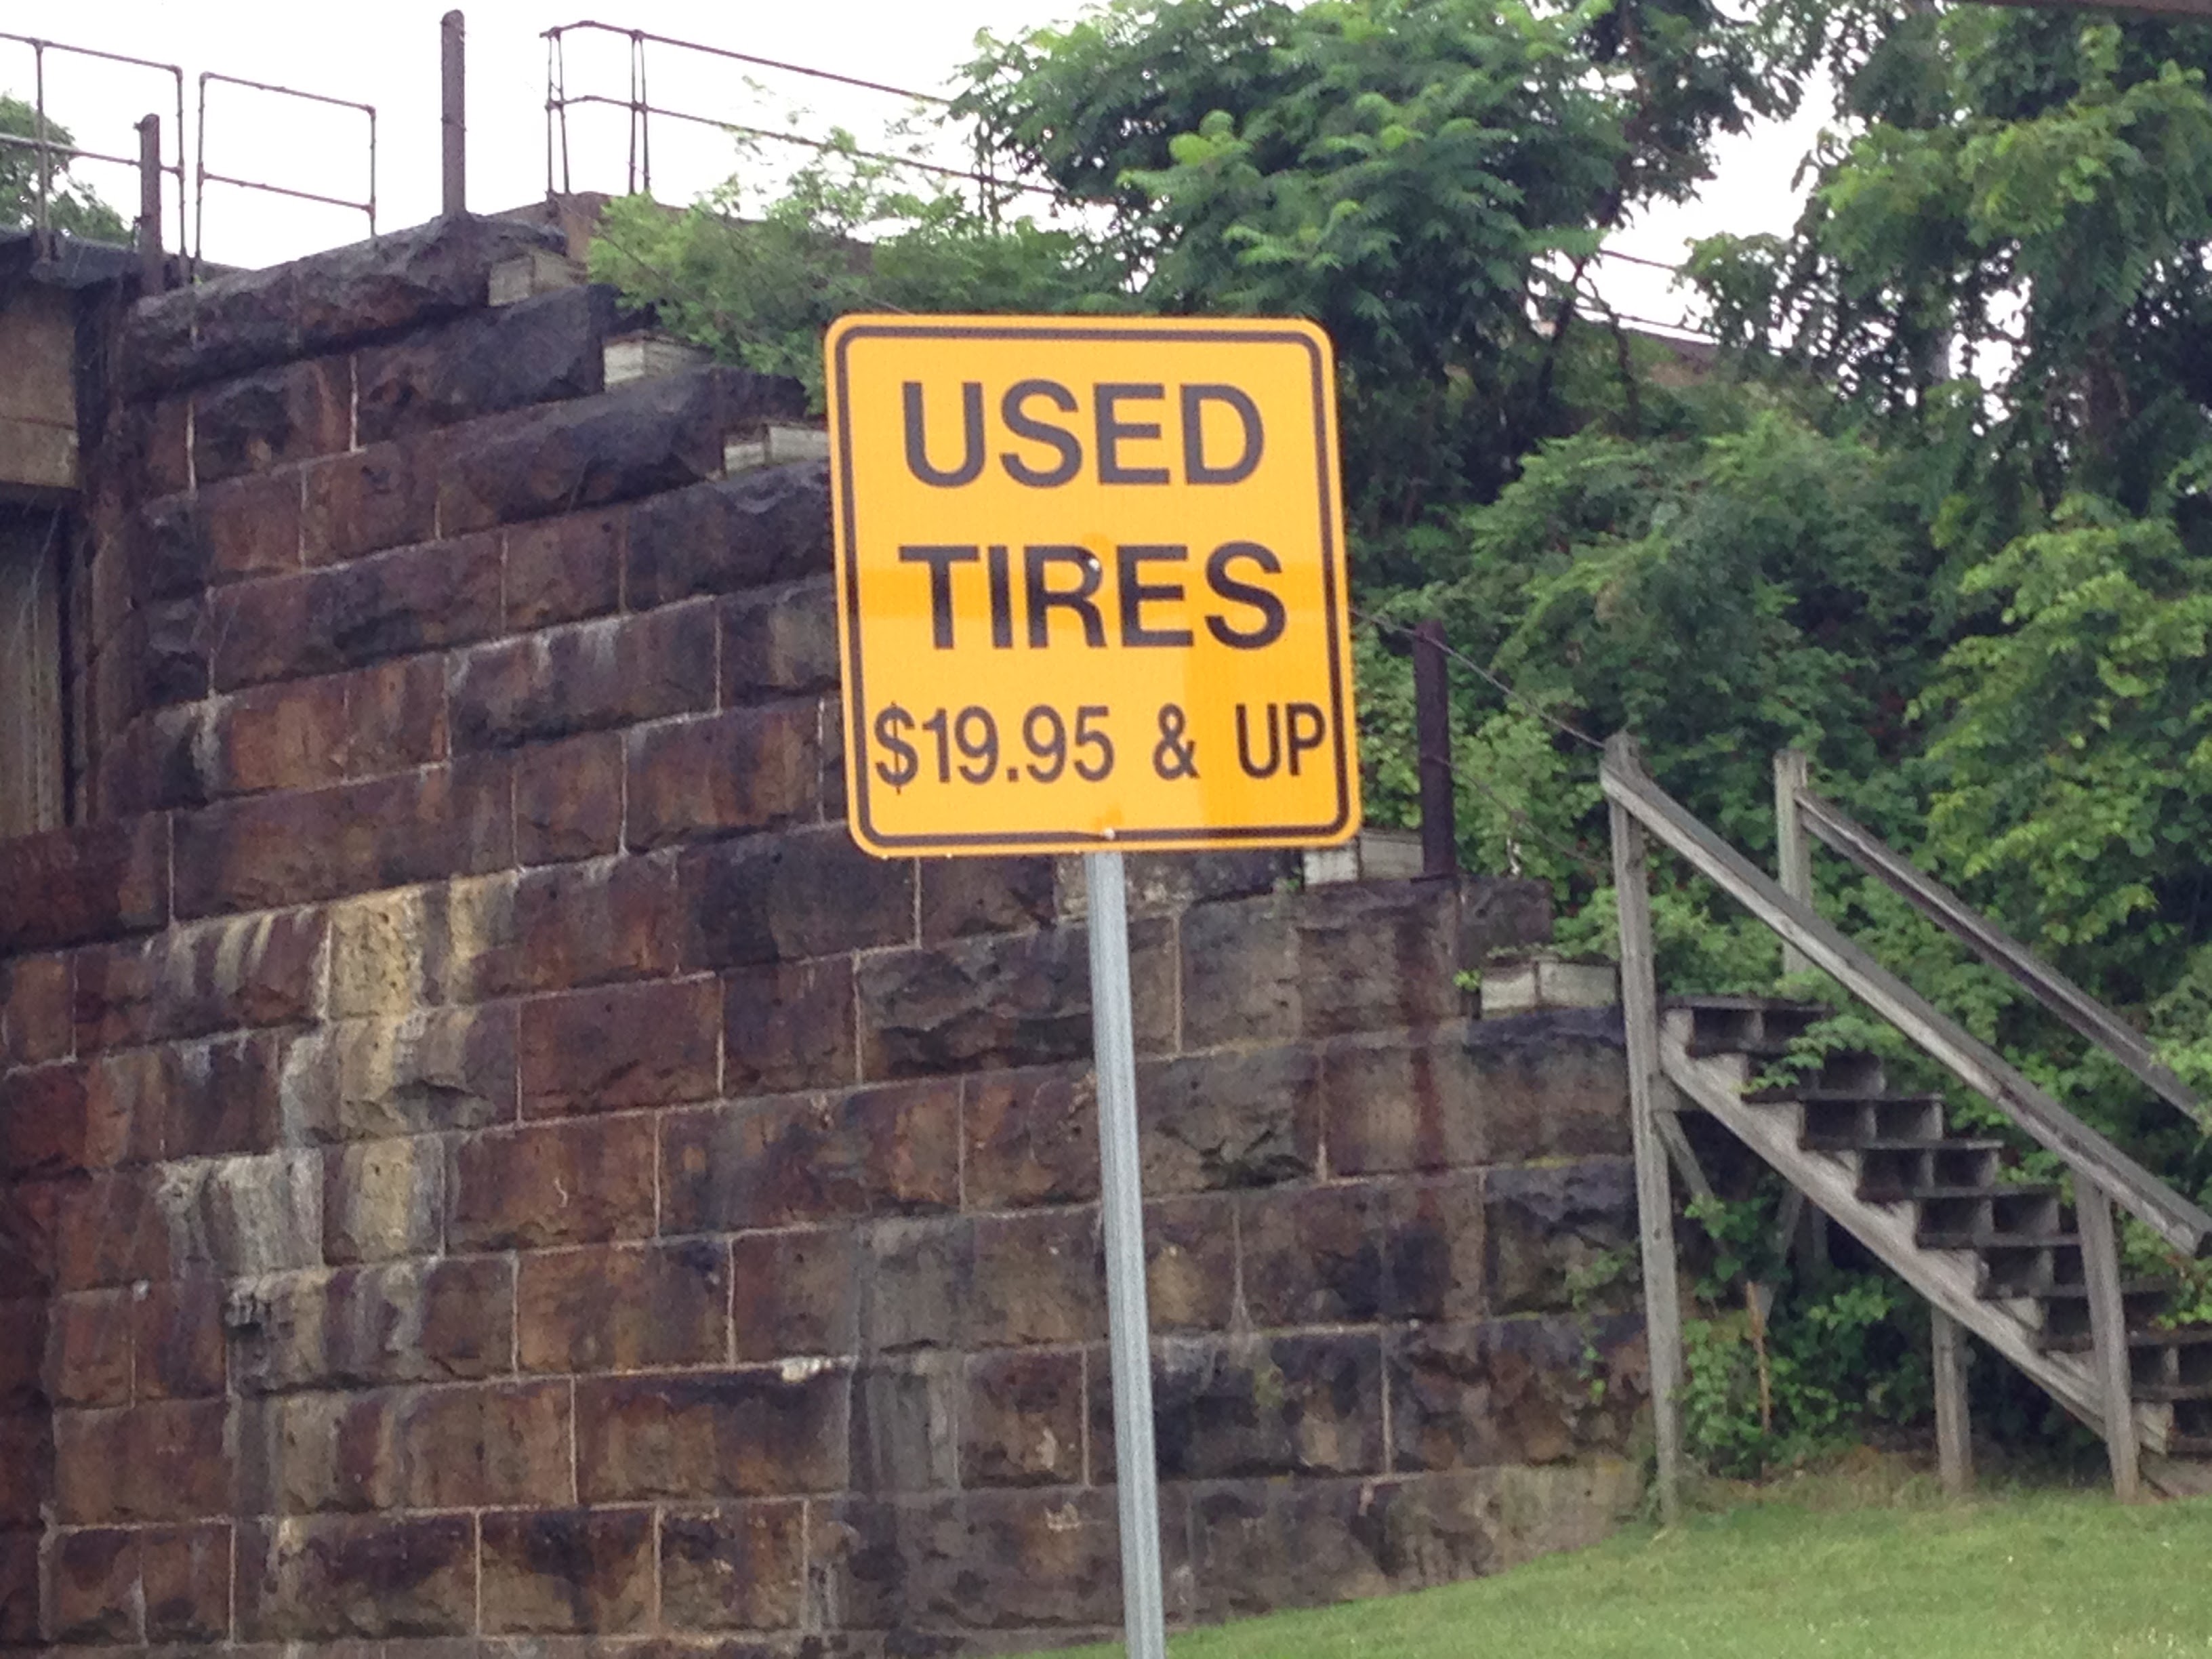 USED
TIRES
$19.95 & UP